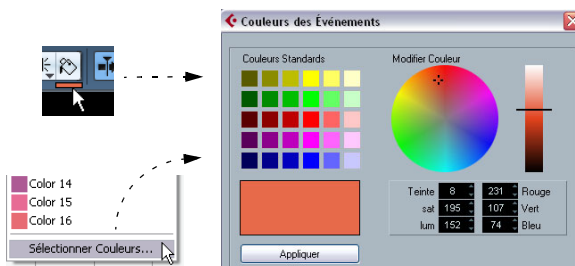 Couleurs des Événements
Couleurs Standards
Modifier Couleur
Color 14
Color 15
Color 16
Sélectionner Couleurs...
Teinte 8 231 Rouge
sat 195 107 Vert
lum 152 74 Bleu
Appliquer